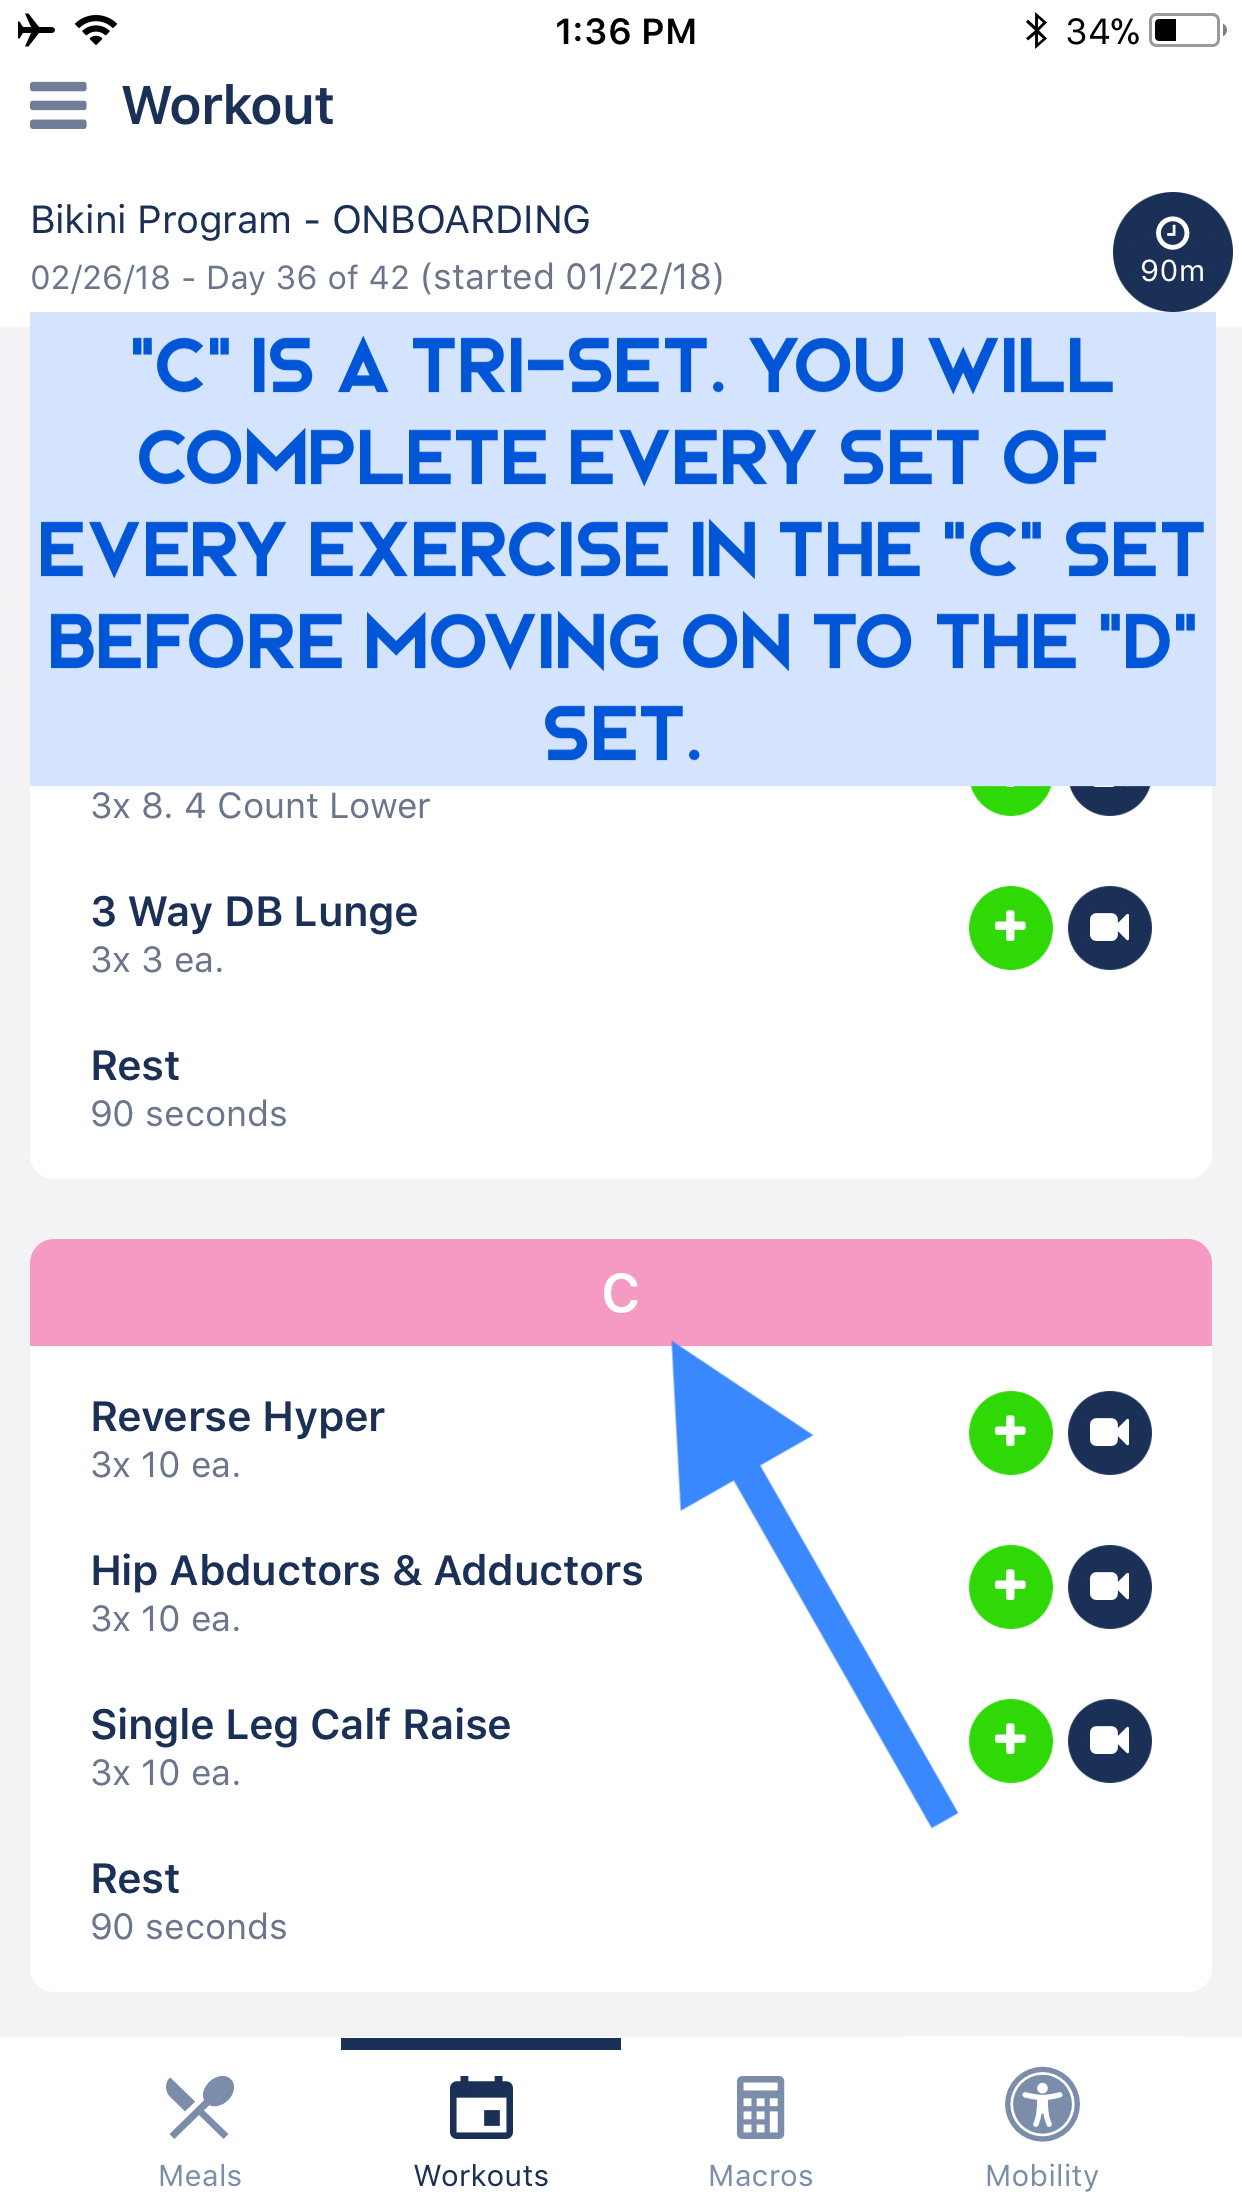 1:36 PM
34%
Workout
Bikini Program - ONBOARDING
02/26/18 - Day 36 of 42 (started 01/22/18)
90m
"C" IS A TRI-SET. YOU WILL
COMPLETE EVERY SET OF
EVERY EXERCISE IN THE "C" SET
BEFORE MOVING ON TO THE "D"
SET.
3x 8. 4 Count Lower
3 Way DB Lunge
3x 3 ea.
Rest
90 seconds
C
Reverse Hyper
3x 10 ea.
Hip Abductors & Adductors
3x 10 ea.
Single Leg Calf Raise
3x 10 ea.
Rest
90 seconds
Meals
Workouts
Macros
Mobility